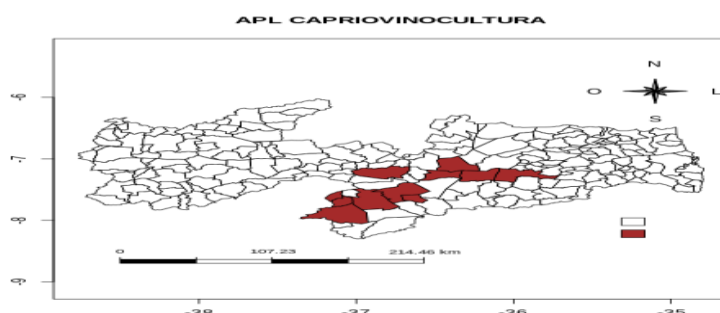 APL CAPRIOVINOCULTURA
N
O L
S
-6
-7
-8
-9
0 107.23 214.46 km
-38 -37 -36 -35